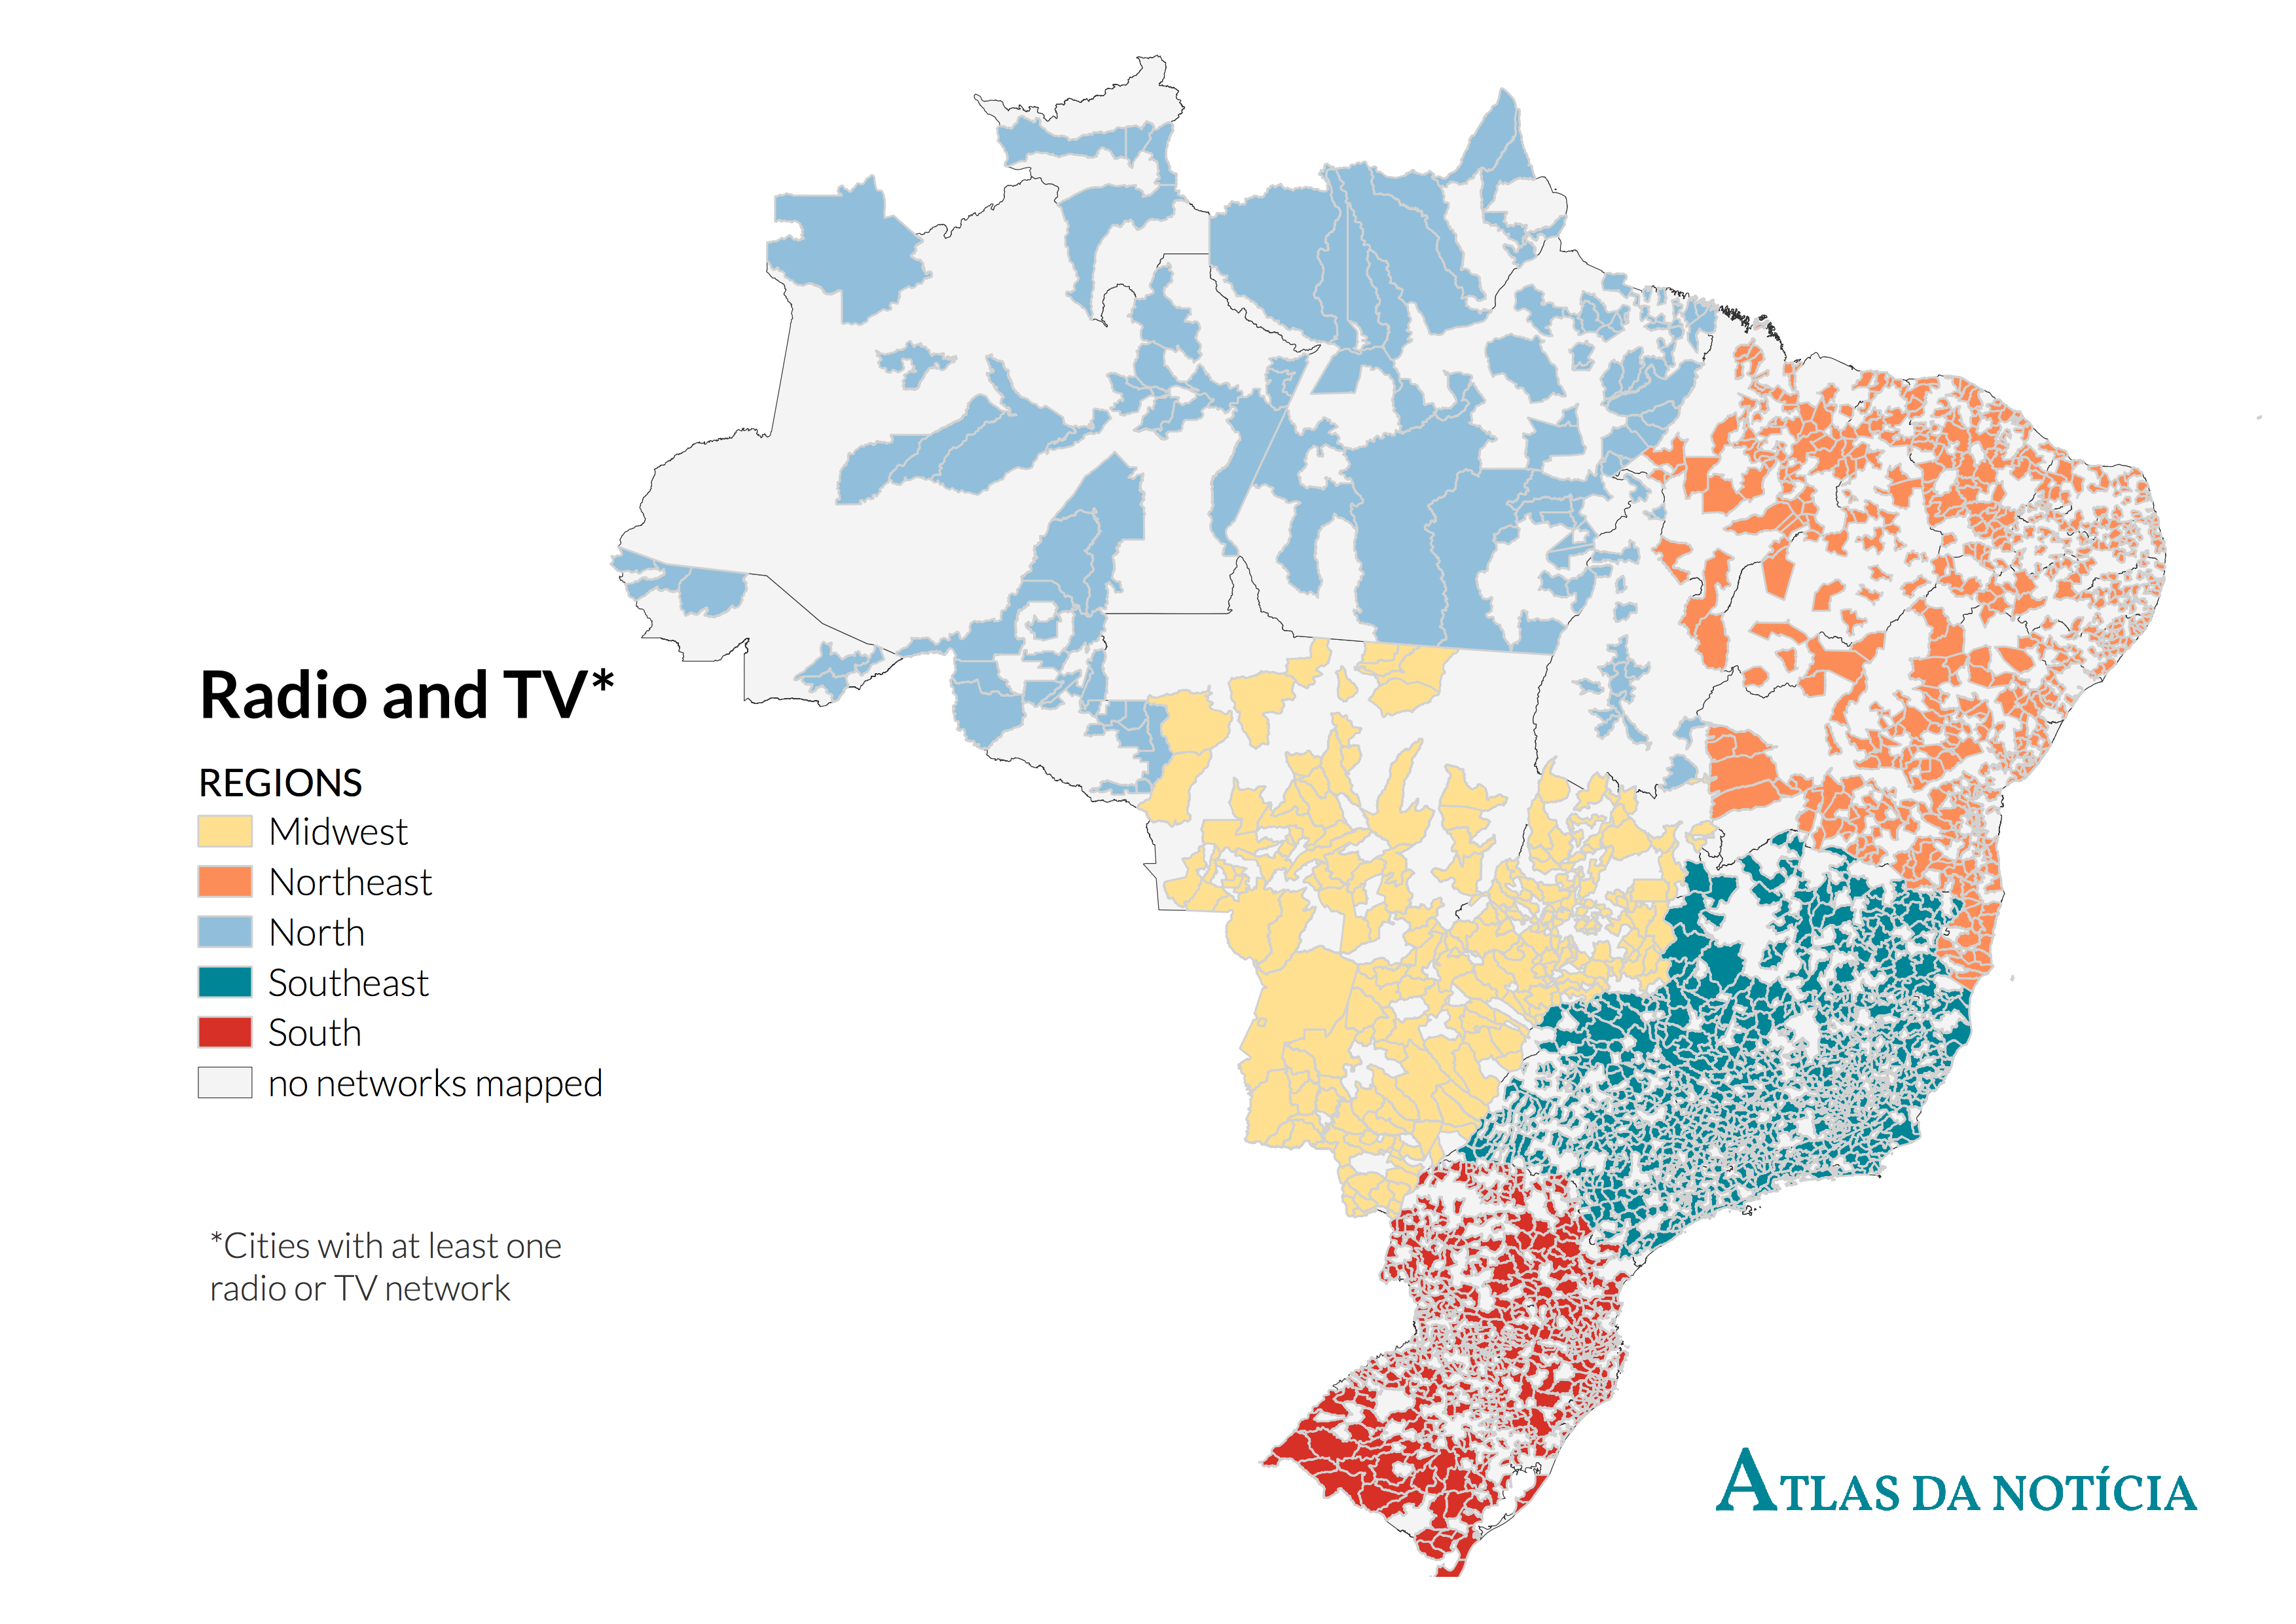 Radio and TV*
REGIONS
Midwest
Northeast
North
Southeast
South
no networks mapped
*Cities with at least one
radio or TV network
ATLAS DA NOTÍCIA